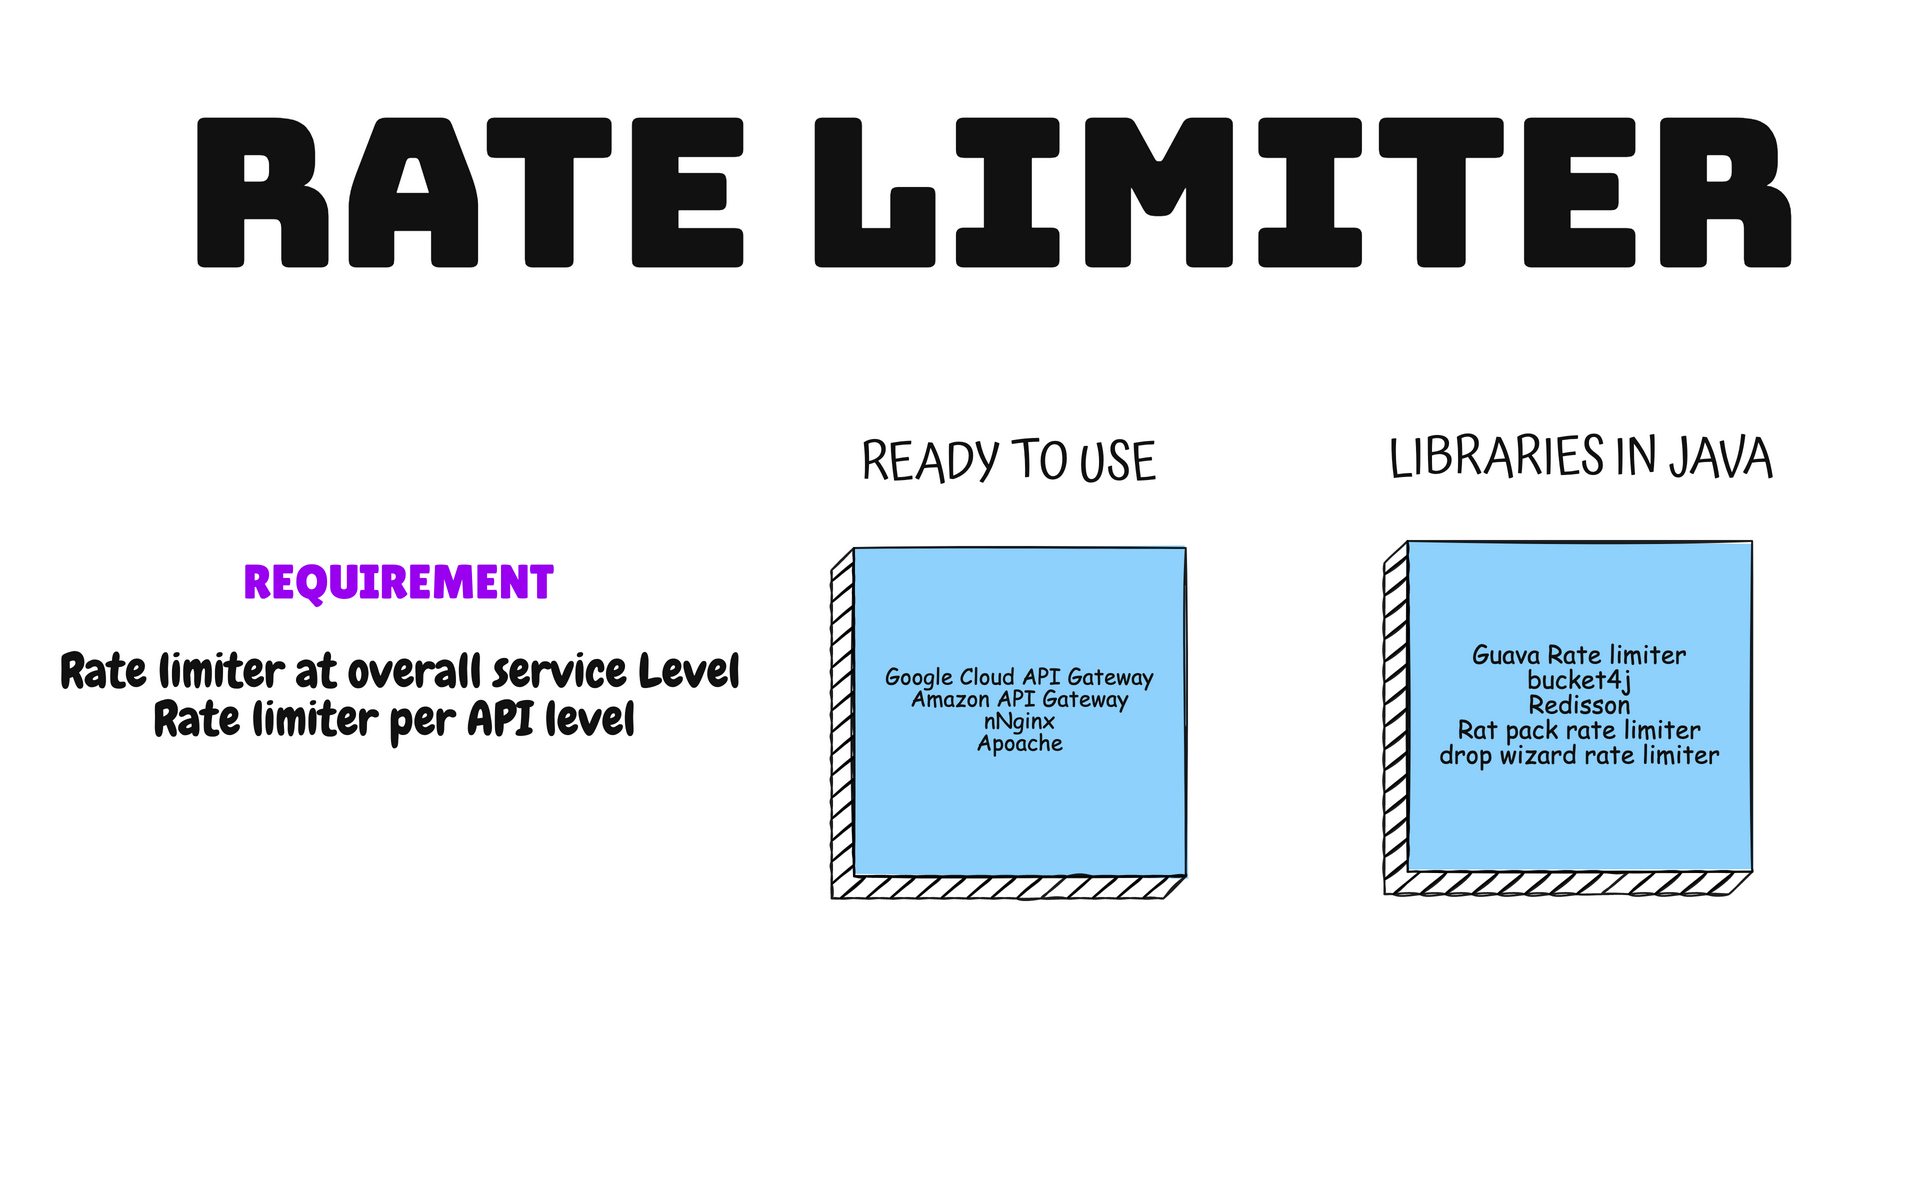 RATE LIMITER
REQUIREMENT
Rate limiter at overall service Level
Rate limiter per API level
READY TO USE
Google Cloud API Gateway
Amazon API Gateway
nNginx
Apoache
LIBRARIES IN JAVA
Guava Rate limiter
bucket4j
Redisson
Rat pack rate limiter
drop wizard rate limiter